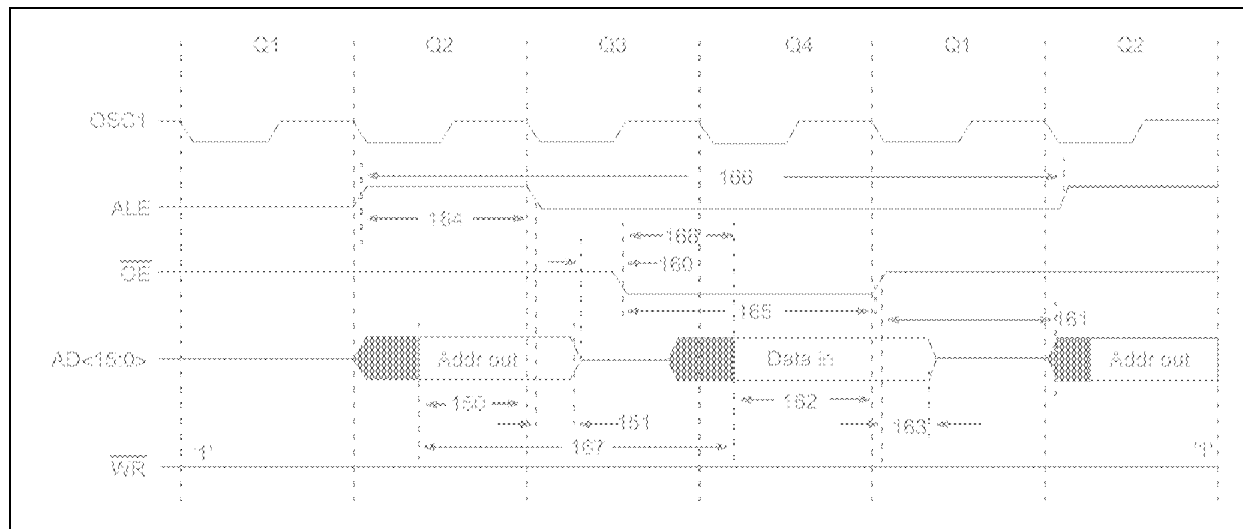 Q1 Q2 Q3 Q4 Q1 Q2
OSC1
166
ALE
164
168
OE
160
165
161
AD<15:0>
Addr out
Data in
Addr out
150
151
162
163
167
WR
'1'
'1'